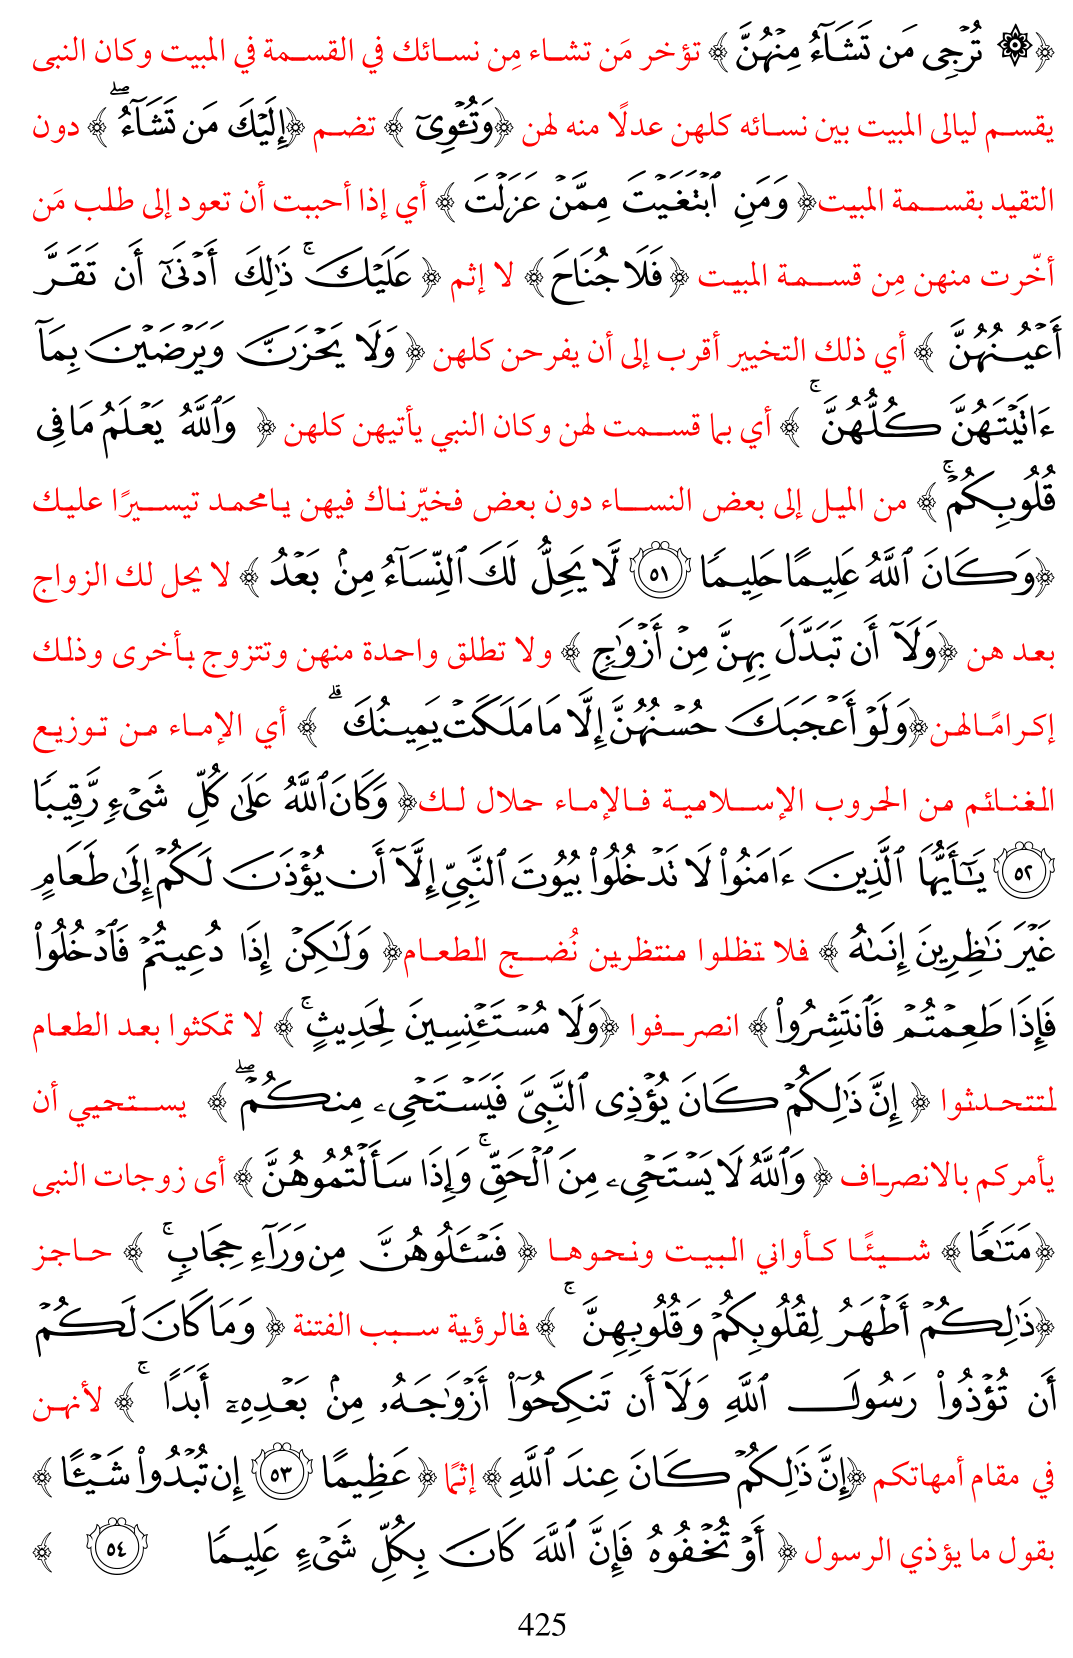 ﴿ ۞ تُرْجِى مَن تَشَآءُ مِنْهُنَّ ﴾ تؤخر مَن تشاء مِن نسائك في القسمة في المبيت وكان النبى
يقسم ليالى المبيت بين نسائه كلهن عدلًا منه لهن ﴿وَتُـْٔوِىٓ ﴾ تضم ﴿إِلَيْكَ مَن تَشَآءُ ۖ ﴾ دون
التقيد بقسمة المبيت﴿ وَمَنِ ٱبْتَغَيْتَ مِمَّنْ عَزَلْتَ ﴾ أي إذا أحببت أن تعود إلى طلب مَن
أخّرت منهن مِن قسمة المبيت ﴿ فَلَا جُنَاحَ ﴾ لا إثم ﴿ عَلَيْكَ ۚ ذَٰلِكَ أَدْنَىٰٓ أَن تَقَرَّ
أَعْيُنُهُنَّ ﴾ أي ذلك التخيير أقرب إلى أن يفرحن كلهن ﴿ وَلَا يَحْزَنَّ وَيَرْضَيْنَ بِمَآ
ءَاتَيْتَهُنَّ كُلُّهُنَّ ۚ ﴾ أي بما قسمت لهن وكان النبي يأتيهن كلهن ﴿ وَٱللَّهُ يَعْلَمُ مَا فِى
قُلُوبِكُمْ ۚ ﴾ من الميل إلى بعض النساء دون بعض فخيّرناك فيهن يامحمد تيسيرًا عليك
﴿وَكَانَ ٱللَّهُ عَلِيمًا حَلِيمًا ٥١ لَّا يَحِلُّ لَكَ ٱلنِّسَآءُ مِنۢ بَعْدُ ﴾ لا يحل لك الزواج
بعد هن ﴿وَلَآ أَن تَبَدَّلَ بِهِنَّ مِنْ أَزْوَٰجٍ ﴾ ولا تطلق واحدة منهن وتتزوج بأخرى وذلك
إكرامًالهن﴿وَلَوْ أَعْجَبَكَ حُسْنُهُنَّ إِلَّا مَا مَلَكَتْ يَمِينُكَ ۗ ﴾ أي الإماء من توزيع
الغنائم من الحروب الإسلامية فالإماء حلال لك﴿ وَكَانَ ٱللَّهُ عَلَىٰ كُلِّ شَىْءٍ رَّقِيبًا
٥٢ يَٰٓأَيُّهَا ٱلَّذِينَ ءَامَنُوا۟ لَا تَدْخُلُوا۟ بُيُوتَ ٱلنَّبِىِّ إِلَّآ أَن يُؤْذَنَ لَكُمْ إِلَىٰ طَعَامٍ
غَيْرَ نَٰظِرِينَ إِنَىٰهُ ﴾ فلا تظلوا منتظرين نُضج الطعام﴿ وَلَٰكِنْ إِذَا دُعِيتُمْ فَٱدْخُلُوا۟
فَإِذَا طَعِمْتُمْ فَٱنتَشِرُوا۟ ﴾ انصرفوا ﴿وَلَا مُسْتَـْٔنِسِينَ لِحَدِيثٍ ۚ ﴾ لا تمكثوا بعد الطعام
لتتحدثوا ﴿ إِنَّ ذَٰلِكُمْ كَانَ يُؤْذِى ٱلنَّبِىَّ فَيَسْتَحْىِۦ مِنكُمْ ۖ ﴾ يستحيي أن
يأمركم بالانصراف ﴿ وَٱللَّهُ لَا يَسْتَحْىِۦ مِنَ ٱلْحَقِّ ۚ وَإِذَا سَأَلْتُمُوهُنَّ ﴾ أى زوجات النبى
﴿مَتَٰعًا ﴾ شيئًا كأواني البيت ونحوها ﴿ فَسْـَٔلُوهُنَّ مِن وَرَآءِ حِجَابٍ ۚ ﴾ حاجز
﴿ذَٰلِكُمْ أَطْهَرُ لِقُلُوبِكُمْ وَقُلُوبِهِنَّ ۚ ﴾ فالرؤية سبب الفتنة ﴿ وَمَا كَانَ لَكُمْ
أَن تُؤْذُوا۟ رَسُولَ ٱللَّهِ وَلَآ أَن تَنكِحُوٓا۟ أَزْوَٰجَهُۥ مِنۢ بَعْدِهِۦٓ أَبَدًا ۚ ﴾ لأنهن
في مقام أمهاتكم ﴿إِنَّ ذَٰلِكُمْ كَانَ عِندَ ٱللَّهِ ﴾ إثمًا ﴿ عَظِيمًا ٥٣ إِن تُبْدُوا۟ شَيْـًٔا ﴾
بقول ما يؤذي الرسول ﴿ أَوْ تُخْفُوهُ فَإِنَّ ٱللَّهَ كَانَ بِكُلِّ شَىْءٍ عَلِيمًا ٥٤ ﴾
425